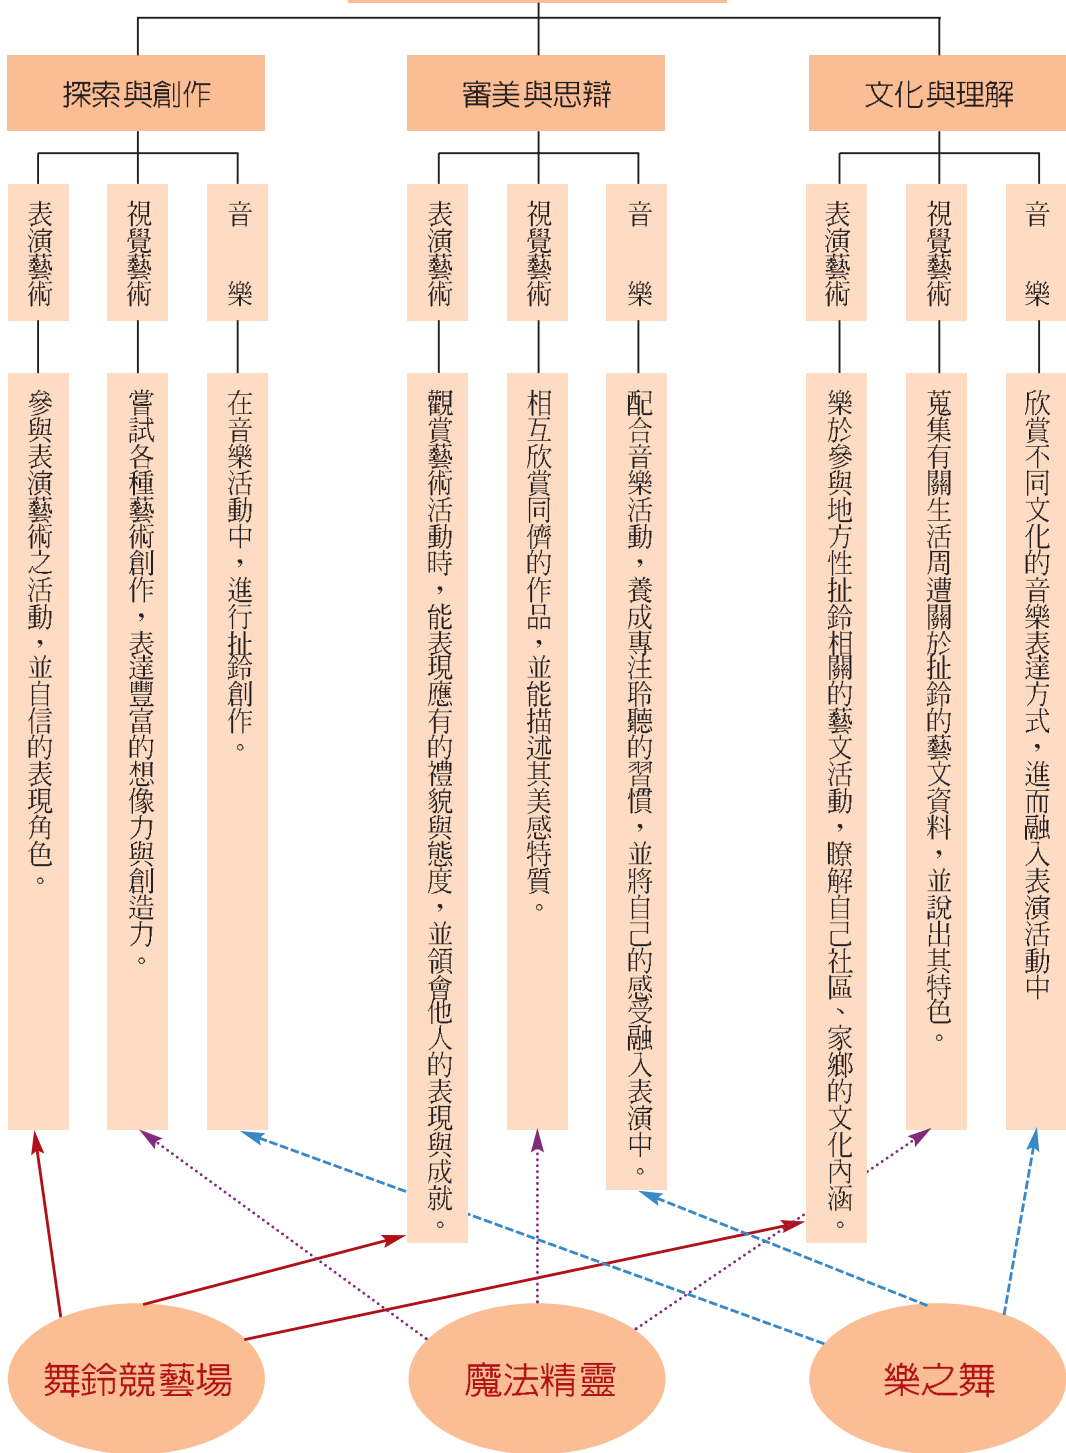 探索與創作
審美與思辯
文化與理解
表演藝術
視覺藝術
音樂
表演藝術
視覺藝術
音樂
表演藝術
視覺藝術
音樂
參與表演藝術之活動，並自信的表現角色。
嘗試各種藝術創作，表達豐富的想像力與創造力。
在音樂活動中，進行扯鈴創作。
觀賞藝術活動時，能表現應有的禮貌與態度，並領會他人的表現與成就。
相互欣賞同儕的作品，並能描述其美感特質。
配合音樂活動，養成專注聆聽的習慣，並將自己的感受融入表演中。
樂於參與地方性扯鈴相關的藝文活動，瞭解自己社區、家鄉的文化內涵。
蒐集有關生活周遭關於扯鈴的藝文資料，並說出其特色。
欣賞不同文化的音樂表達方式，進而融入表演活動中
舞鈴競藝場
魔法精靈
樂之舞